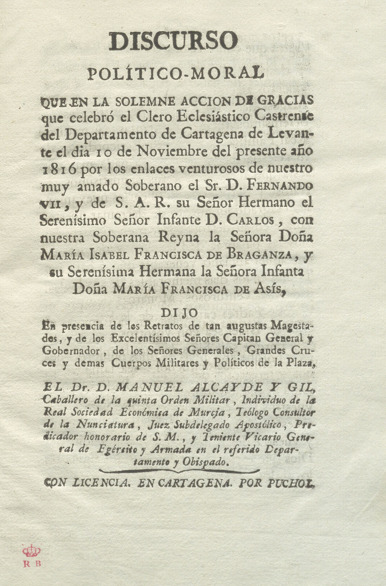 DISCURSO
POLÍTICO-MORAL
QUE EN LA SOLEMNE ACCION DE GRACIAS
que celebró el Clero Eclesiástico Castrense
del Departamento de Cartagena de Levan-
te el dia 10 de Noviembre del presente año
1816 por los enlaces venturosos de nuestro
muy amado Soberano el Sr. D. FERNANDO
VII, y de S. A. R. su Señor Hermano el
Serenísimo Señor Infante D. CARLOS, con
nuestra Soberana Reyna la Señora Doña
MARÍA ISABEL FRANCISCA DE BRAGANZA, y
su Serenísima Hermana la Señora Infanta
Doña MARÍA FRANCISCA DE ASÍS,
DIJO
En presencia de los Retratos de tan augustas Magesta-
des, y de los Excelentísimos Señores Capitan General y
Gobernador, de los Señores Generales, Grandes Cru-
ces y demas Cuerpos Militares y Políticos de la Plaza,
EL Dr. D. MANUEL ALCAYDE Y GIL,
Caballero de la quinta Orden Militar, Individuo de la
Real Sociedad Económica de Murcia, Teólogo Consultor
de la Nunciatura, Juez Subdelegado Apostólico, Pre-
dicador honorario de S. M., y Teniente Vicario Gene-
ral de Egército y Armada en el referido Depar-
tamento y Obispado.
CON LICENCIA. EN CARTAGENA. POR PUCHOL.
R B